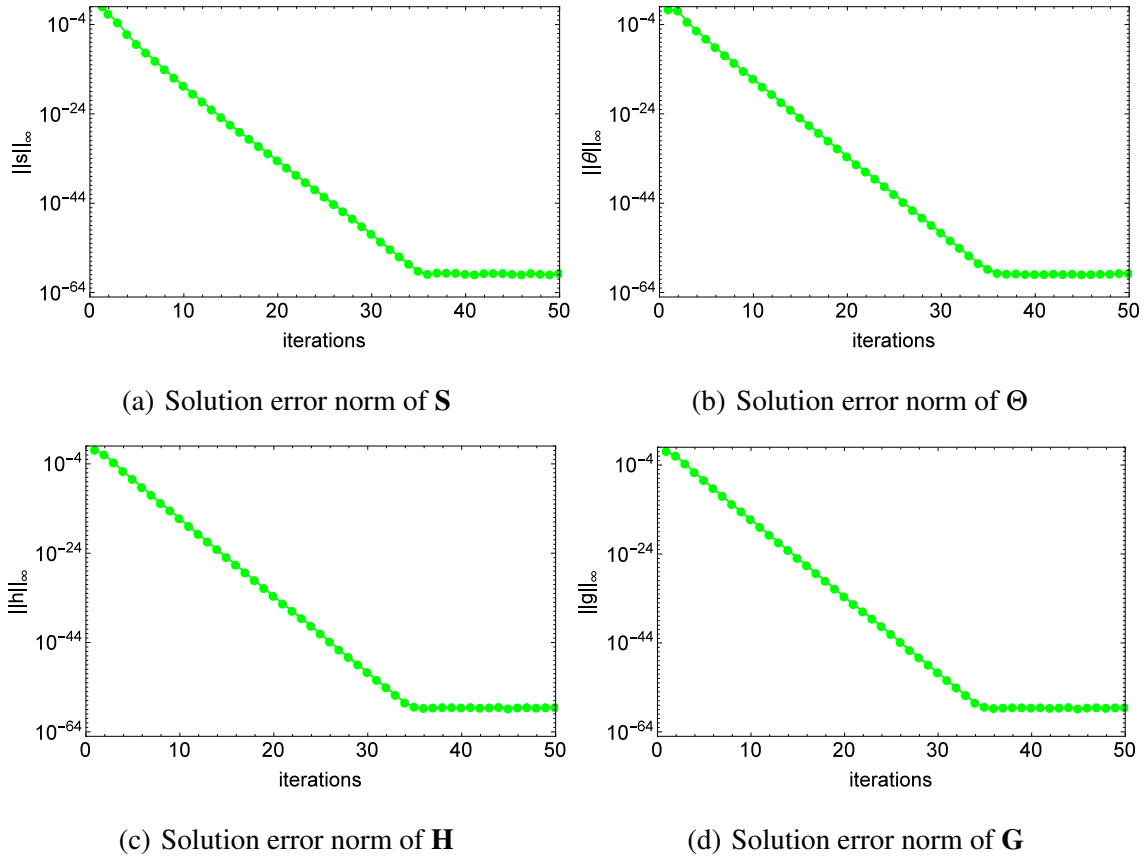 10⁻⁴ 10⁻⁴
10⁻²⁴ 10⁻²⁴
||s||∞ ||θ||∞
10⁻⁴⁴ 10⁻⁴⁴
10⁻⁶⁴ 10⁻⁶⁴
0 10 20 30 40 50 0 10 20 30 40 50
iterations iterations
(a) Solution error norm of S (b) Solution error norm of Θ
10⁻⁴ 10⁻⁴
10⁻²⁴ 10⁻²⁴
||h||∞ ||g||∞
10⁻⁴⁴ 10⁻⁴⁴
10⁻⁶⁴ 10⁻⁶⁴
0 10 20 30 40 50 0 10 20 30 40 50
iterations iterations
(c) Solution error norm of H (d) Solution error norm of G